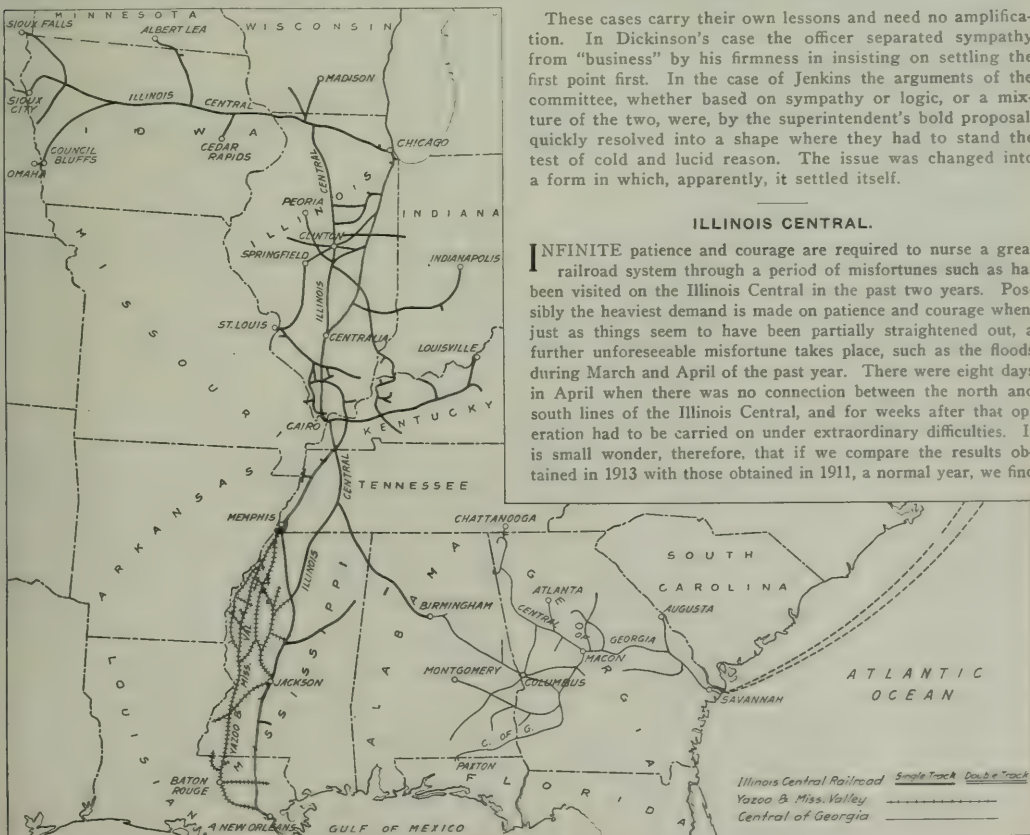 MINNESOTA
WISCONSIN
SIOUX FALLS
ALBERT LEA
MADISON
SIOUX CITY
ILLINOIS CENTRAL
IOWA
CEDAR RAPIDS
CHICAGO
COUNCIL BLUFFS
OMAHA
CENTRAL
PEORIA
ILLINOIS
INDIANA
CLINTON
SPRINGFIELD
INDIANAPOLIS
MISSOURI
ILLINOIS
ST. LOUIS
CENTRALIA
LOUISVILLE
KENTUCKY
CAIRO
CENTRAL
TENNESSEE
ARKANSAS
MEMPHIS
ILLINOIS
These cases carry their own lessons and need no amplifica-
tion. In Dickinson's case the officer separated sympathy
from "business" by his firmness in insisting on settling the
first point first. In the case of Jenkins the arguments of the
committee, whether based on sympathy or logic, or a mix-
ture of the two, were, by the superintendent's bold proposal
quickly resolved into a shape where they had to stand the
test of cold and lucid reason. The issue was changed into
a form in which, apparently, it settled itself.
ILLINOIS CENTRAL.
INFINITE patience and courage are required to nurse a grea
railroad system through a period of misfortunes such as ha
been visited on the Illinois Central in the past two years. Pos-
sibly the heaviest demand is made on patience and courage when
just as things seem to have been partially straightened out, a
further unforeseeable misfortune takes place, such as the floods
during March and April of the past year. There were eight days
in April when there was no connection between the north and
south lines of the Illinois Central, and for weeks after that op-
eration had to be carried on under extraordinary difficulties. I
is small wonder, therefore, that if we compare the results ob-
tained in 1913 with those obtained in 1911, a normal year, we find
CHATTANOOGA
SOUTH
CAROLINA
ATLANTA
AUGUSTA
CENTRAL
GEORGIA
BIRMINGHAM
MACON
GEORGIA
MISSISSIPPI
ALABAMA
YAZOO & MISS. VAL
MONTGOMERY
COLUMBUS
SAVANNAH
ATLANTIC
OCEAN
JACKSON
LOUISIANA
C. OF G.
PAXTON
FLORIDA
BATON
ROUGE
NEW ORLEANS
GULF OF MEXICO
Illinois Central Railroad Single Track Double Track
Yazoo & Miss. Valley
Central of Georgia